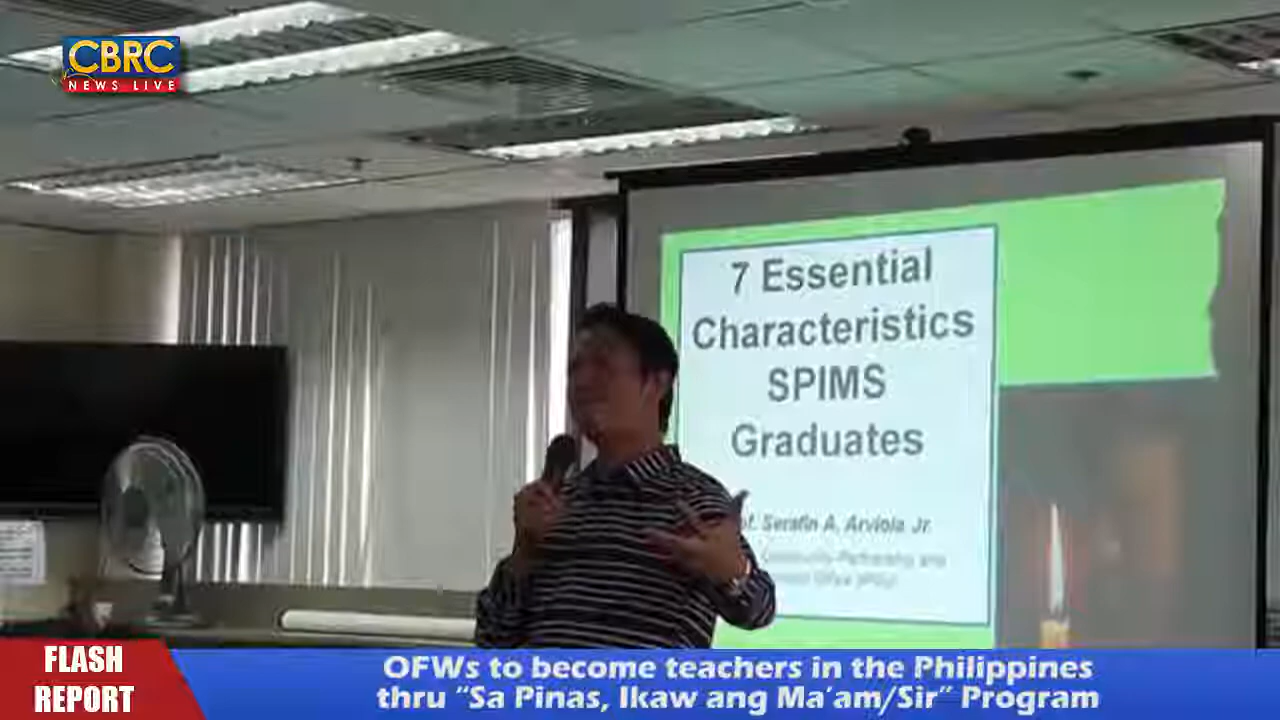 CBRC
NEWS LIVE
7 Essential
Characteristics
SPIMS
Graduates
Serafin A. Arviola Jr.
FLASH
REPORT
OFWs to become teachers in the Philippines
thru “Sa Pinas, Ikaw ang Ma’am/Sir” Program